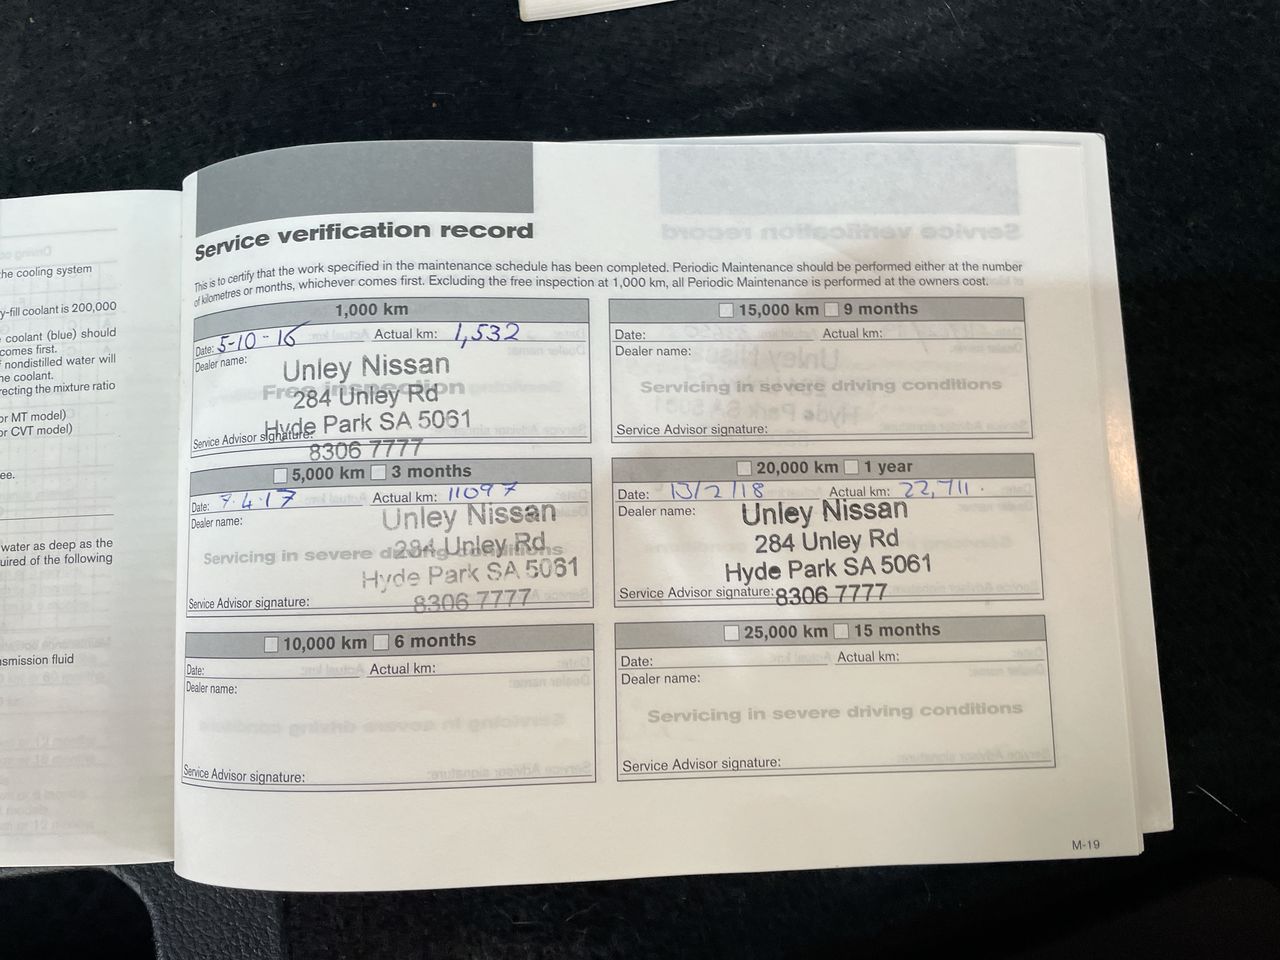 he cooling system
y-fill coolant is 200,000
coolant (blue) should
comes first.
nondistilled water will
he coolant.
recting the mixture ratio
or MT model)
or CVT model)
ee.
water as deep as the
uired of the following
smission fluid
Service verification record
This is to certify that the work specified in the maintenance schedule has been completed. Periodic Maintenance should be performed either at the number
of kilometres or months, whichever comes first. Excluding the free inspection at 1,000 km, all Periodic Maintenance is performed at the owners cost.
1,000 km
Date: 5-10-16 Actual km: 1,532
Dealer name:
Unley Nissan
Free inspection
284 Unley Rd
Hyde Park SA 5061
Service Advisor signature:
8306 7777
5,000 km 3 months
Date: 7.4.17 Actual km: 11097
Dealer name:
Unley Nissan
284 Unley Rd
Servicing in severe driving conditions
Hyde Park SA 5061
Service Advisor signature:
8306 7777
10,000 km 6 months
Date: Actual km:
Dealer name:
Service Advisor signature:
15,000 km 9 months
Date: Actual km:
Dealer name:
Servicing in severe driving conditions
Service Advisor signature:
20,000 km 1 year
Date: 13/2/18 Actual km: 22,711.
Dealer name:
Unley Nissan
284 Unley Rd
Hyde Park SA 5061
Service Advisor signature:
8306 7777
25,000 km 15 months
Date: Actual km:
Dealer name:
Servicing in severe driving conditions
Service Advisor signature:
M-19